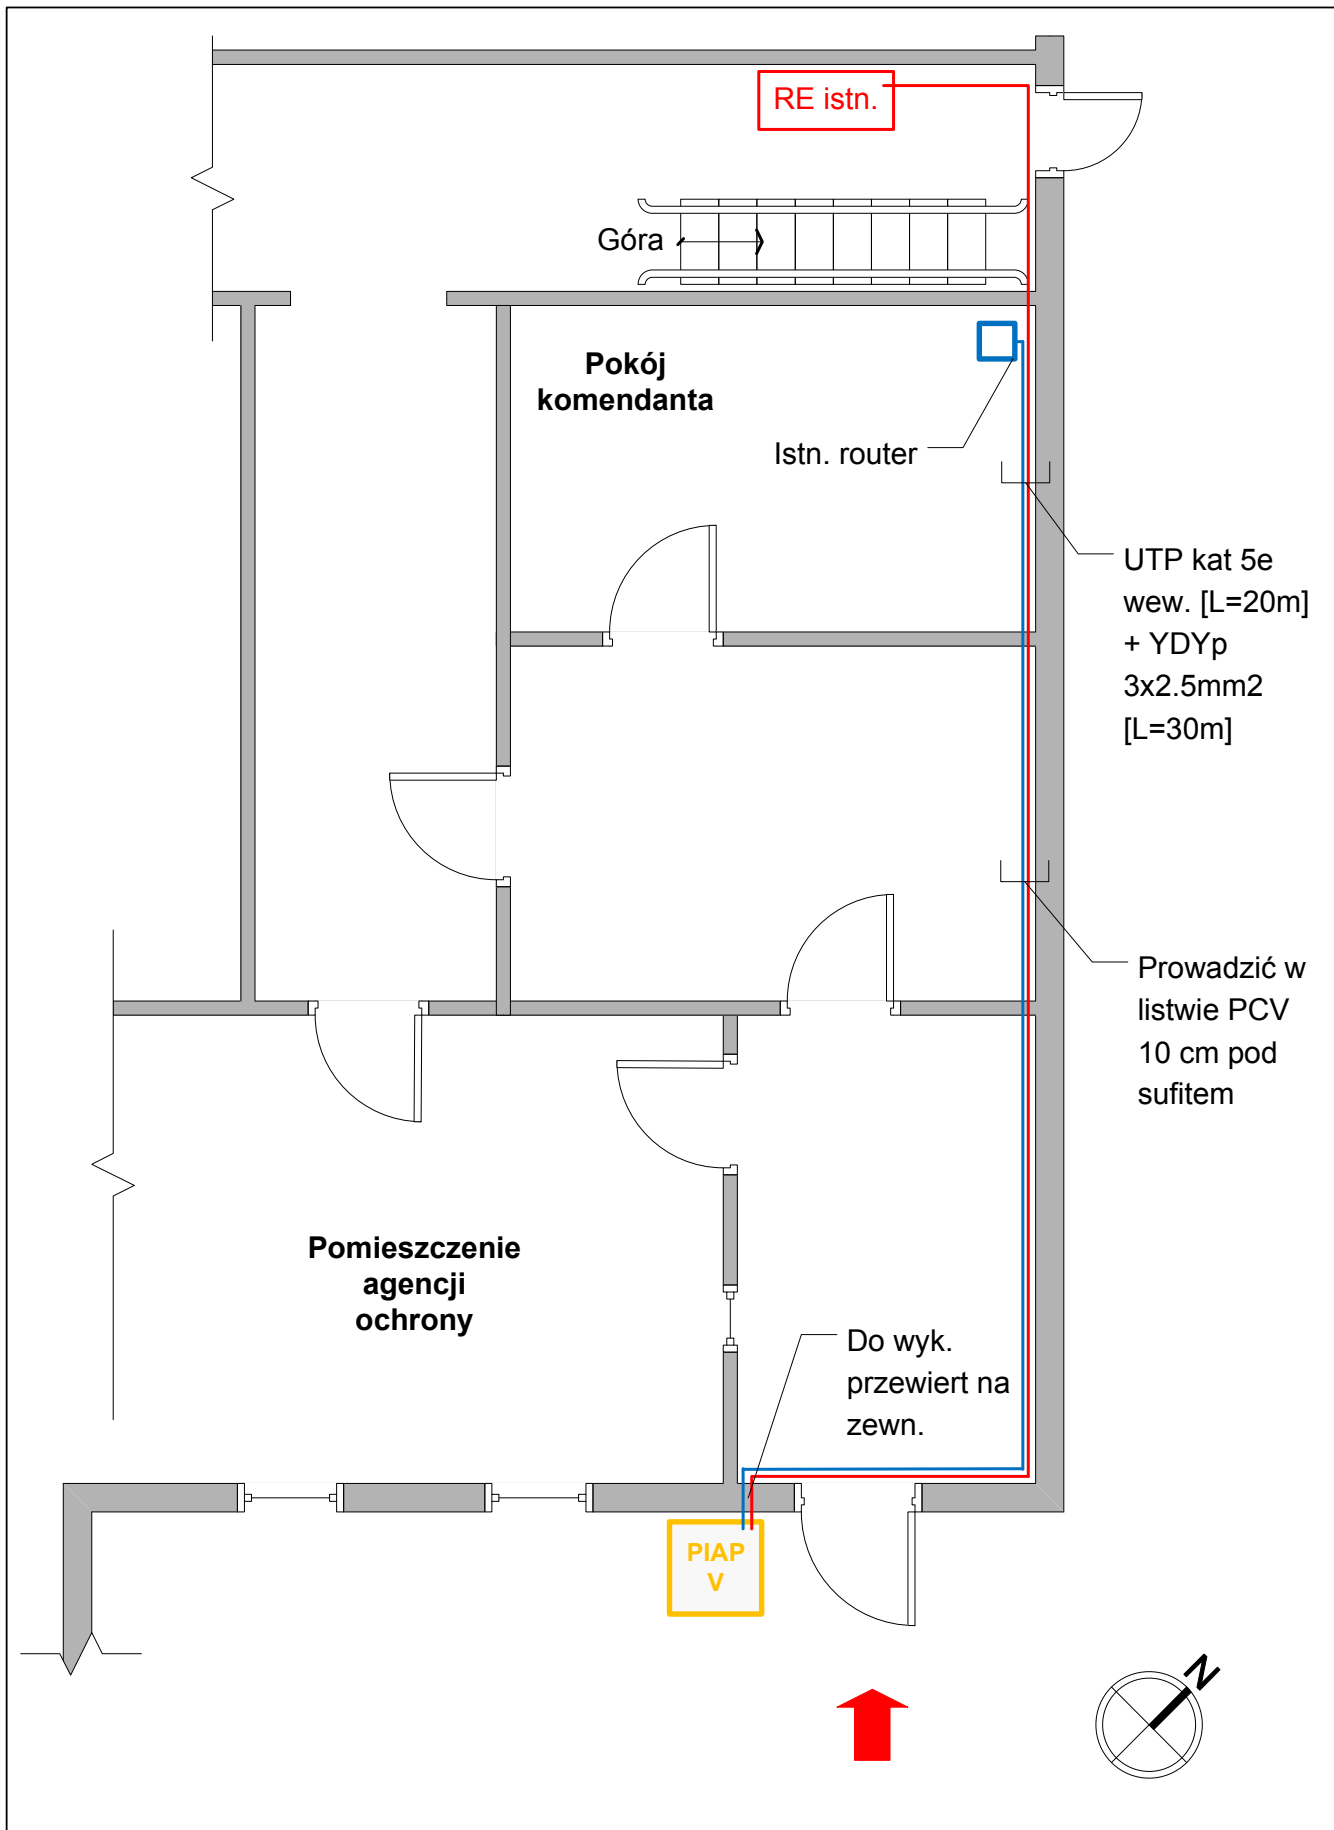 RE istn.
Góra
Pokój
komendanta
Istn. router
UTP kat 5e
wew. [L=20m]
+ YDYp
3x2.5mm2
[L=30m]
Prowadzić w
listwie PCV
10 cm pod
sufitem
Pomieszczenie
agencji
ochrony
Do wyk.
przewiert na
zewn.
PIAP
V
N